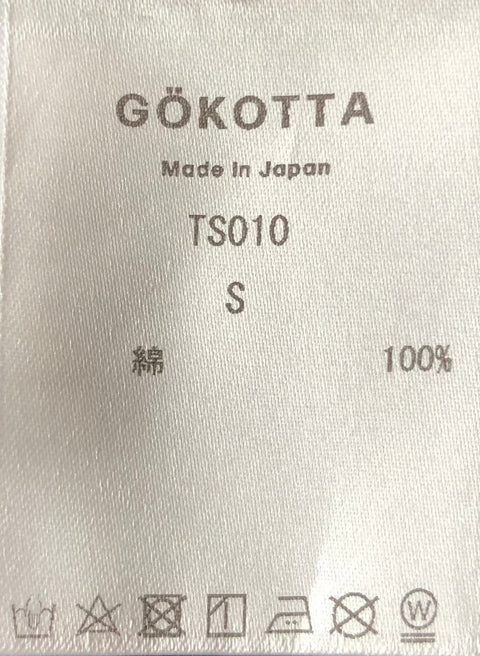 GÖKOTTA
Made in Japan
TS010
S
綿 100%
W